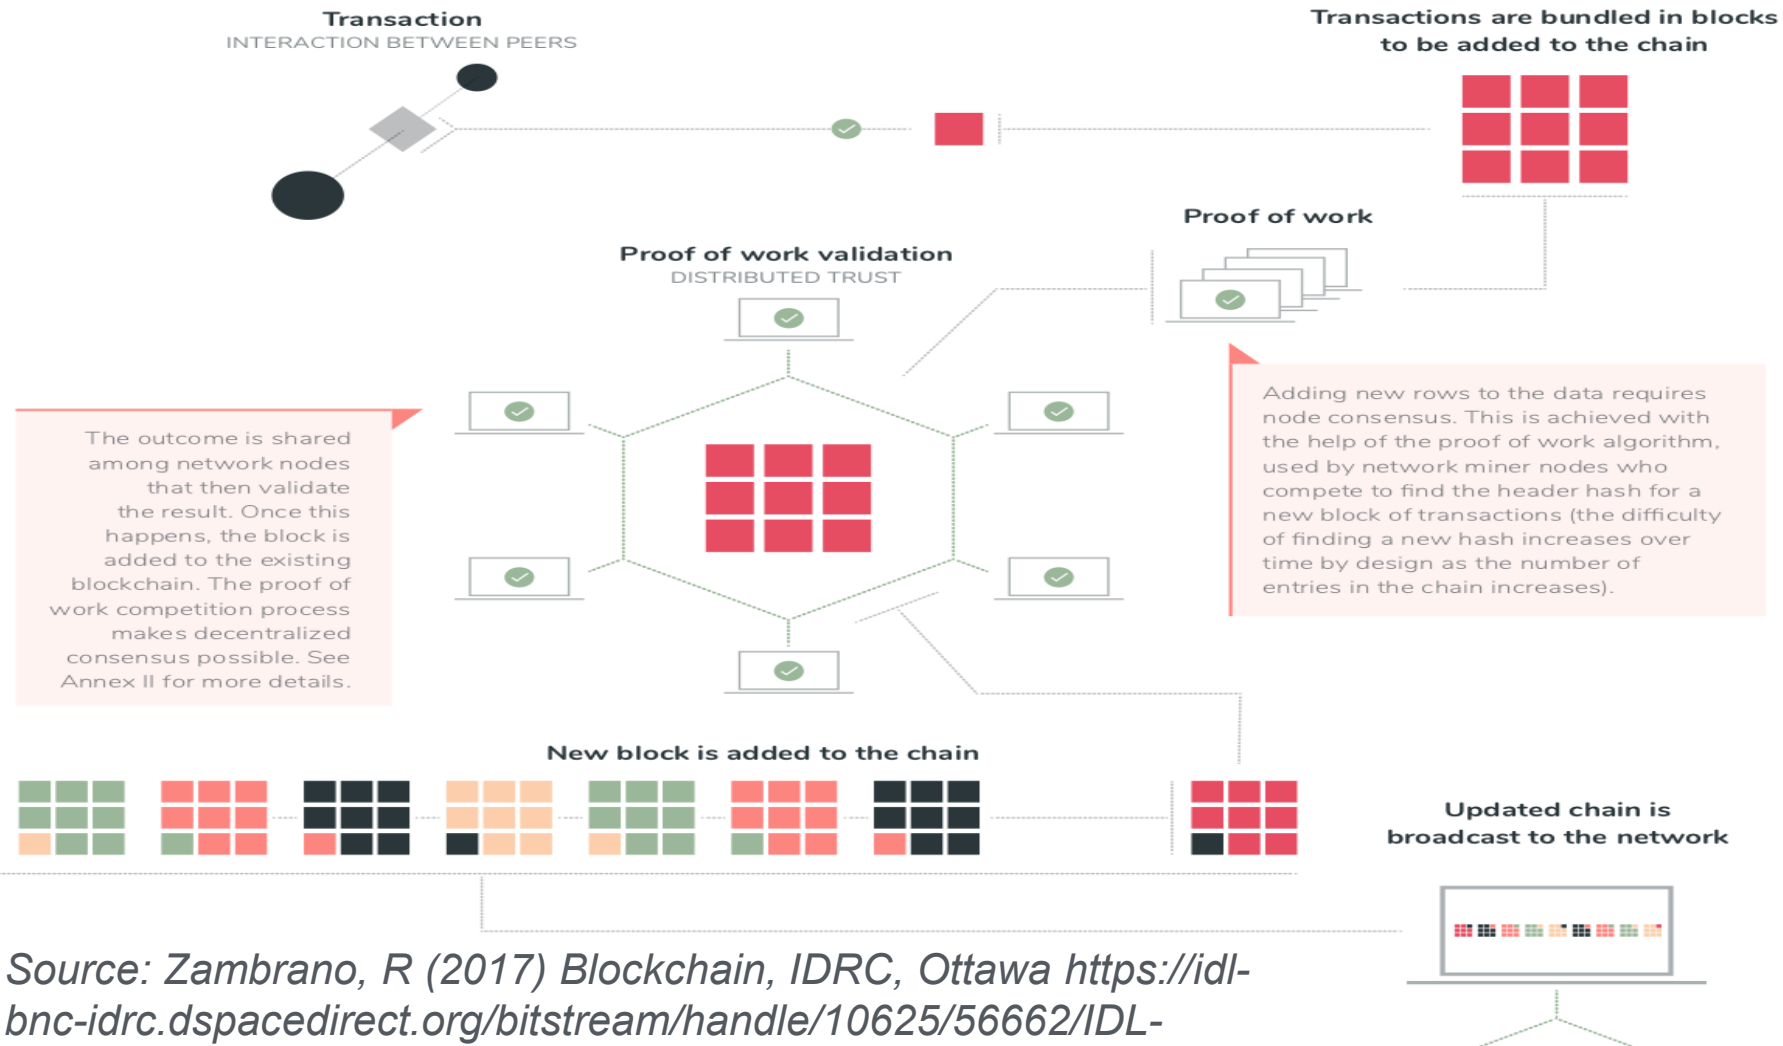 Transaction
INTERACTION BETWEEN PEERS
Transactions are bundled in blocks
to be added to the chain
Proof of work
Proof of work validation
DISTRIBUTED TRUST
Adding new rows to the data requires
node consensus. This is achieved with
the help of the proof of work algorithm,
used by network miner nodes who
compete to find the header hash for a
new block of transactions (the difficulty
of finding a new hash increases over
time by design as the number of
entries in the chain increases).
The outcome is shared
among network nodes
that then validate
the result. Once this
happens, the block is
added to the existing
blockchain. The proof of
work competition process
makes decentralized
consensus possible. See
Annex II for more details.
New block is added to the chain
Updated chain is
broadcast to the network
Source: Zambrano, R (2017) Blockchain, IDRC, Ottawa https://idl-
bnc-idrc.dspacedirect.org/bitstream/handle/10625/56662/IDL-